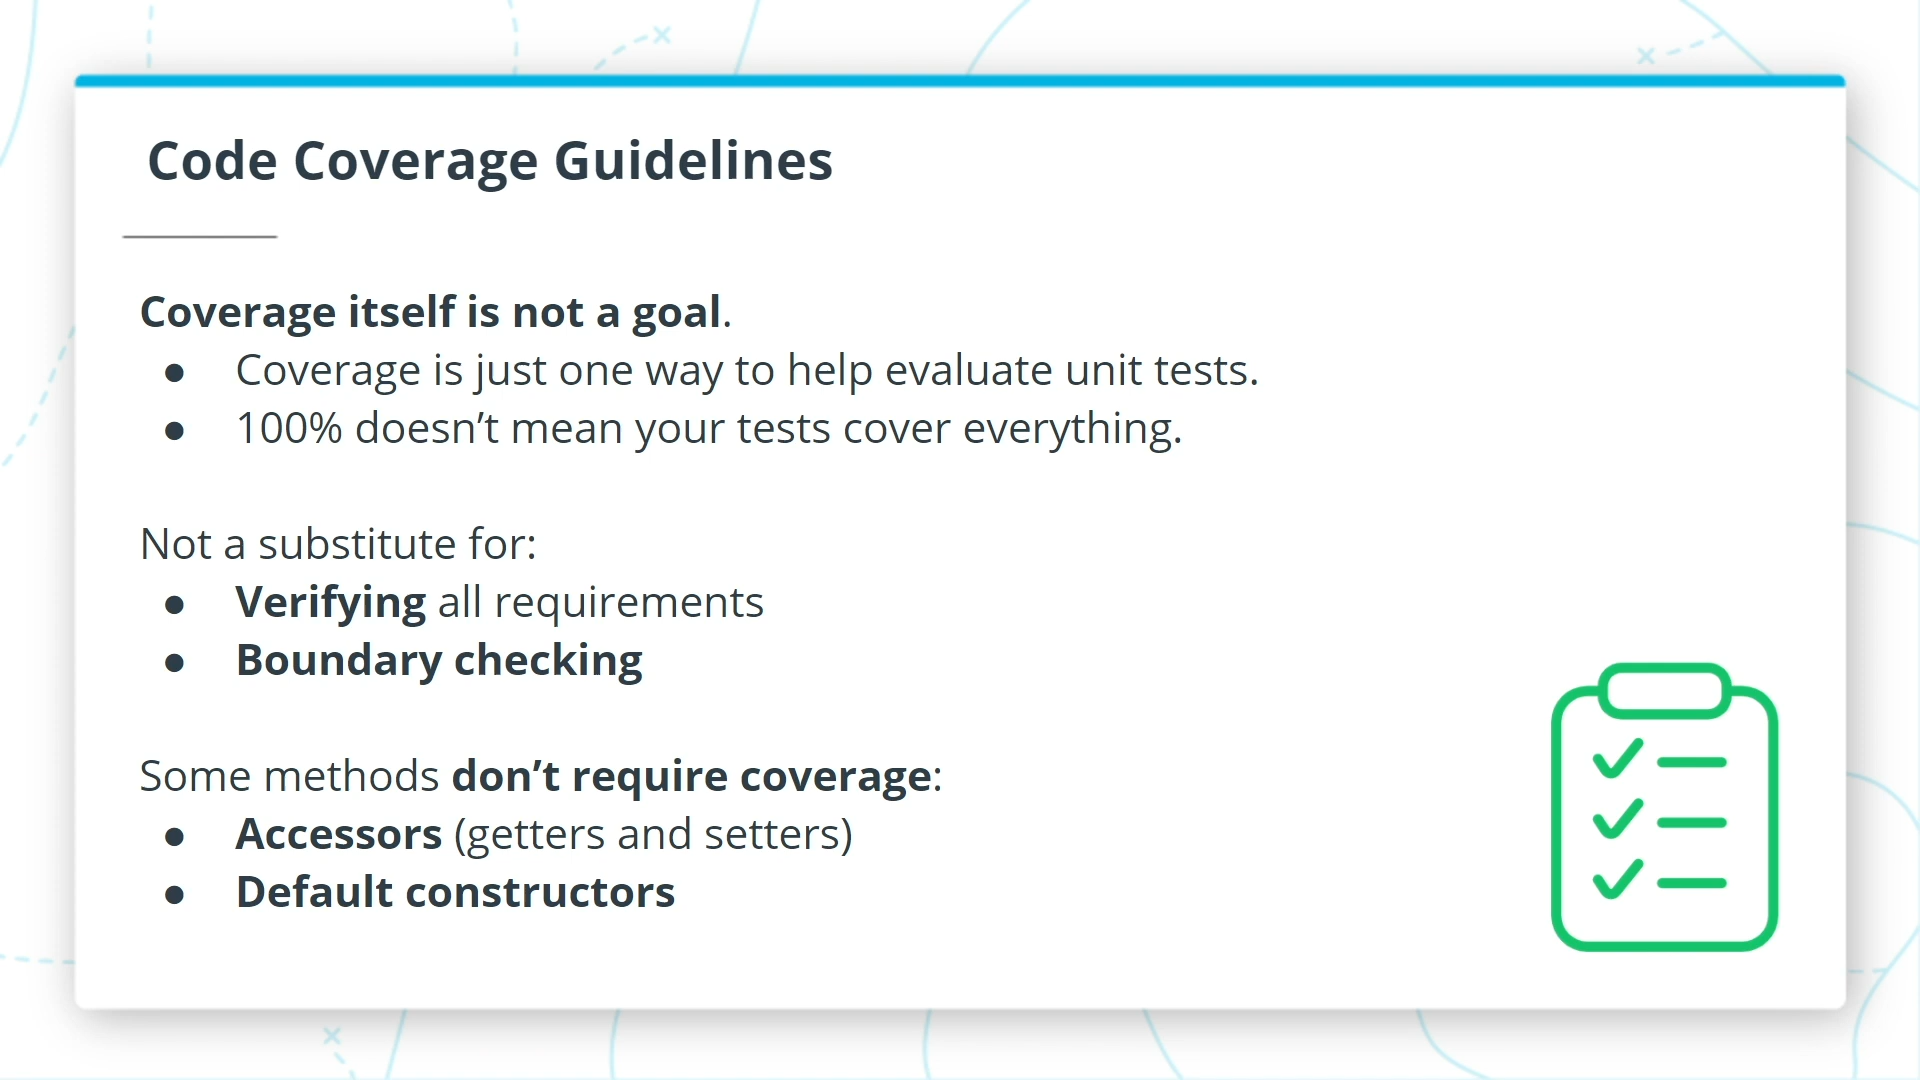 Code Coverage Guidelines
Coverage itself is not a goal.
● Coverage is just one way to help evaluate unit tests.
● 100% doesn’t mean your tests cover everything.
Not a substitute for:
● Verifying all requirements
● Boundary checking
Some methods don’t require coverage:
● Accessors (getters and setters)
● Default constructors